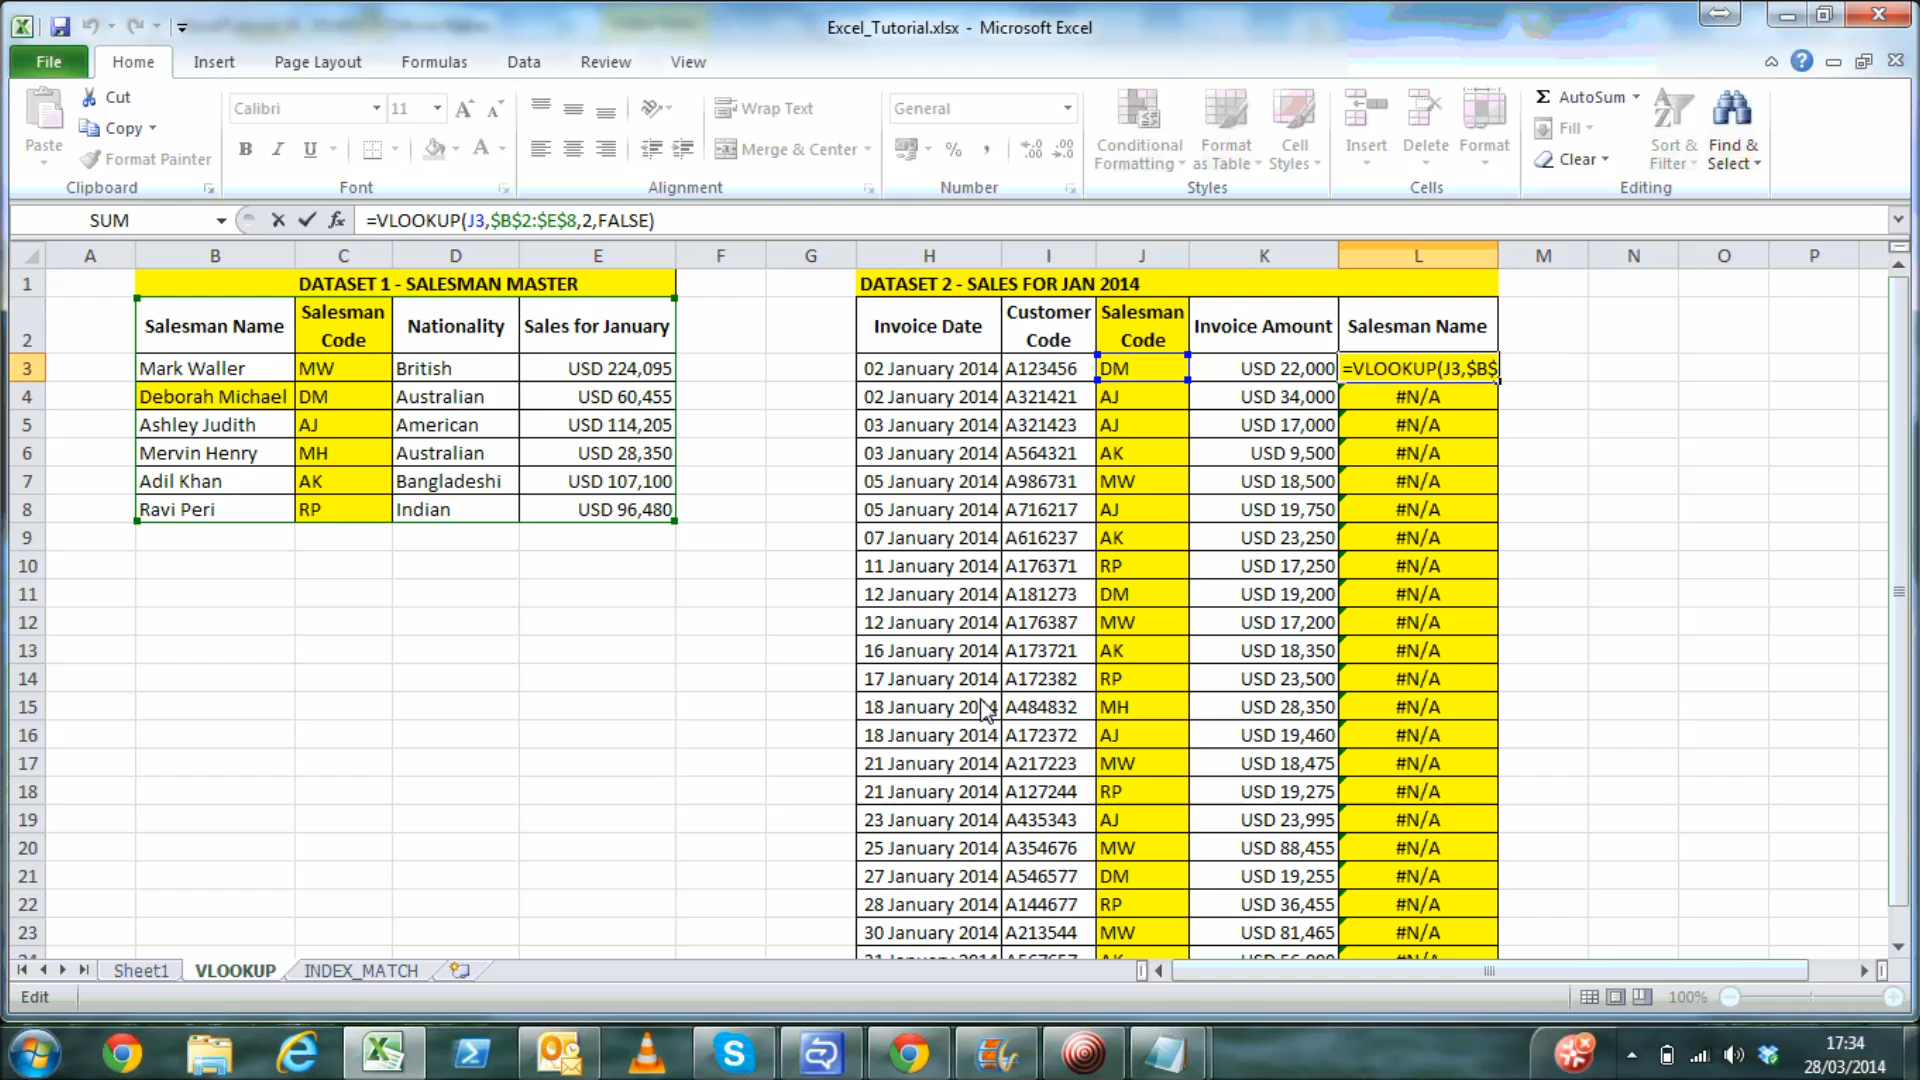 Excel_Tutorial.xlsx - Microsoft Excel
File Home Insert Page Layout Formulas Data Review View
Paste
Cut
Copy
Format Painter
Clipboard
Calibri 11
B I U A
Font
Wrap Text
Merge & Center
Alignment
General
% ,
Number
Conditional Formatting
Format as Table
Cell Styles
Styles
Insert Delete Format
Cells
Σ AutoSum
Fill
Clear
Sort & Filter
Find & Select
Editing
SUM fx =VLOOKUP(J3,$B$2:$E$8,2,FALSE)
A B C D E F G H I J K L M N O P
1 DATASET 1 - SALESMAN MASTER DATASET 2 - SALES FOR JAN 2014
2 Salesman Name Salesman Code Nationality Sales for January Invoice Date Customer Code Salesman Code Invoice Amount Salesman Name
3 Mark Waller MW British USD 224,095 02 January 2014 A123456 DM USD 22,000 =VLOOKUP(J3,$B$
4 Deborah Michael DM Australian USD 60,455 02 January 2014 A321421 AJ USD 34,000 #N/A
5 Ashley Judith AJ American USD 114,205 03 January 2014 A321423 AJ USD 17,000 #N/A
6 Mervin Henry MH Australian USD 28,350 03 January 2014 A564321 AK USD 9,500 #N/A
7 Adil Khan AK Bangladeshi USD 107,100 05 January 2014 A986731 MW USD 18,500 #N/A
8 Ravi Peri RP Indian USD 96,480 05 January 2014 A716217 AJ USD 19,750 #N/A
9 07 January 2014 A616237 AK USD 23,250 #N/A
10 11 January 2014 A176371 RP USD 17,250 #N/A
11 12 January 2014 A181273 DM USD 19,200 #N/A
12 12 January 2014 A176387 MW USD 17,200 #N/A
13 16 January 2014 A173721 AK USD 18,350 #N/A
14 17 January 2014 A172382 RP USD 23,500 #N/A
15 18 January 2014 A484832 MH USD 28,350 #N/A
16 18 January 2014 A172372 AJ USD 19,460 #N/A
17 21 January 2014 A217223 MW USD 18,475 #N/A
18 21 January 2014 A127244 RP USD 19,275 #N/A
19 23 January 2014 A435343 AJ USD 23,995 #N/A
20 25 January 2014 A354676 MW USD 88,455 #N/A
21 27 January 2014 A546577 DM USD 19,255 #N/A
22 28 January 2014 A144677 RP USD 36,455 #N/A
23 30 January 2014 A213544 MW USD 81,465 #N/A
Sheet1 VLOOKUP INDEX_MATCH
Edit 100%
17:34
28/03/2014